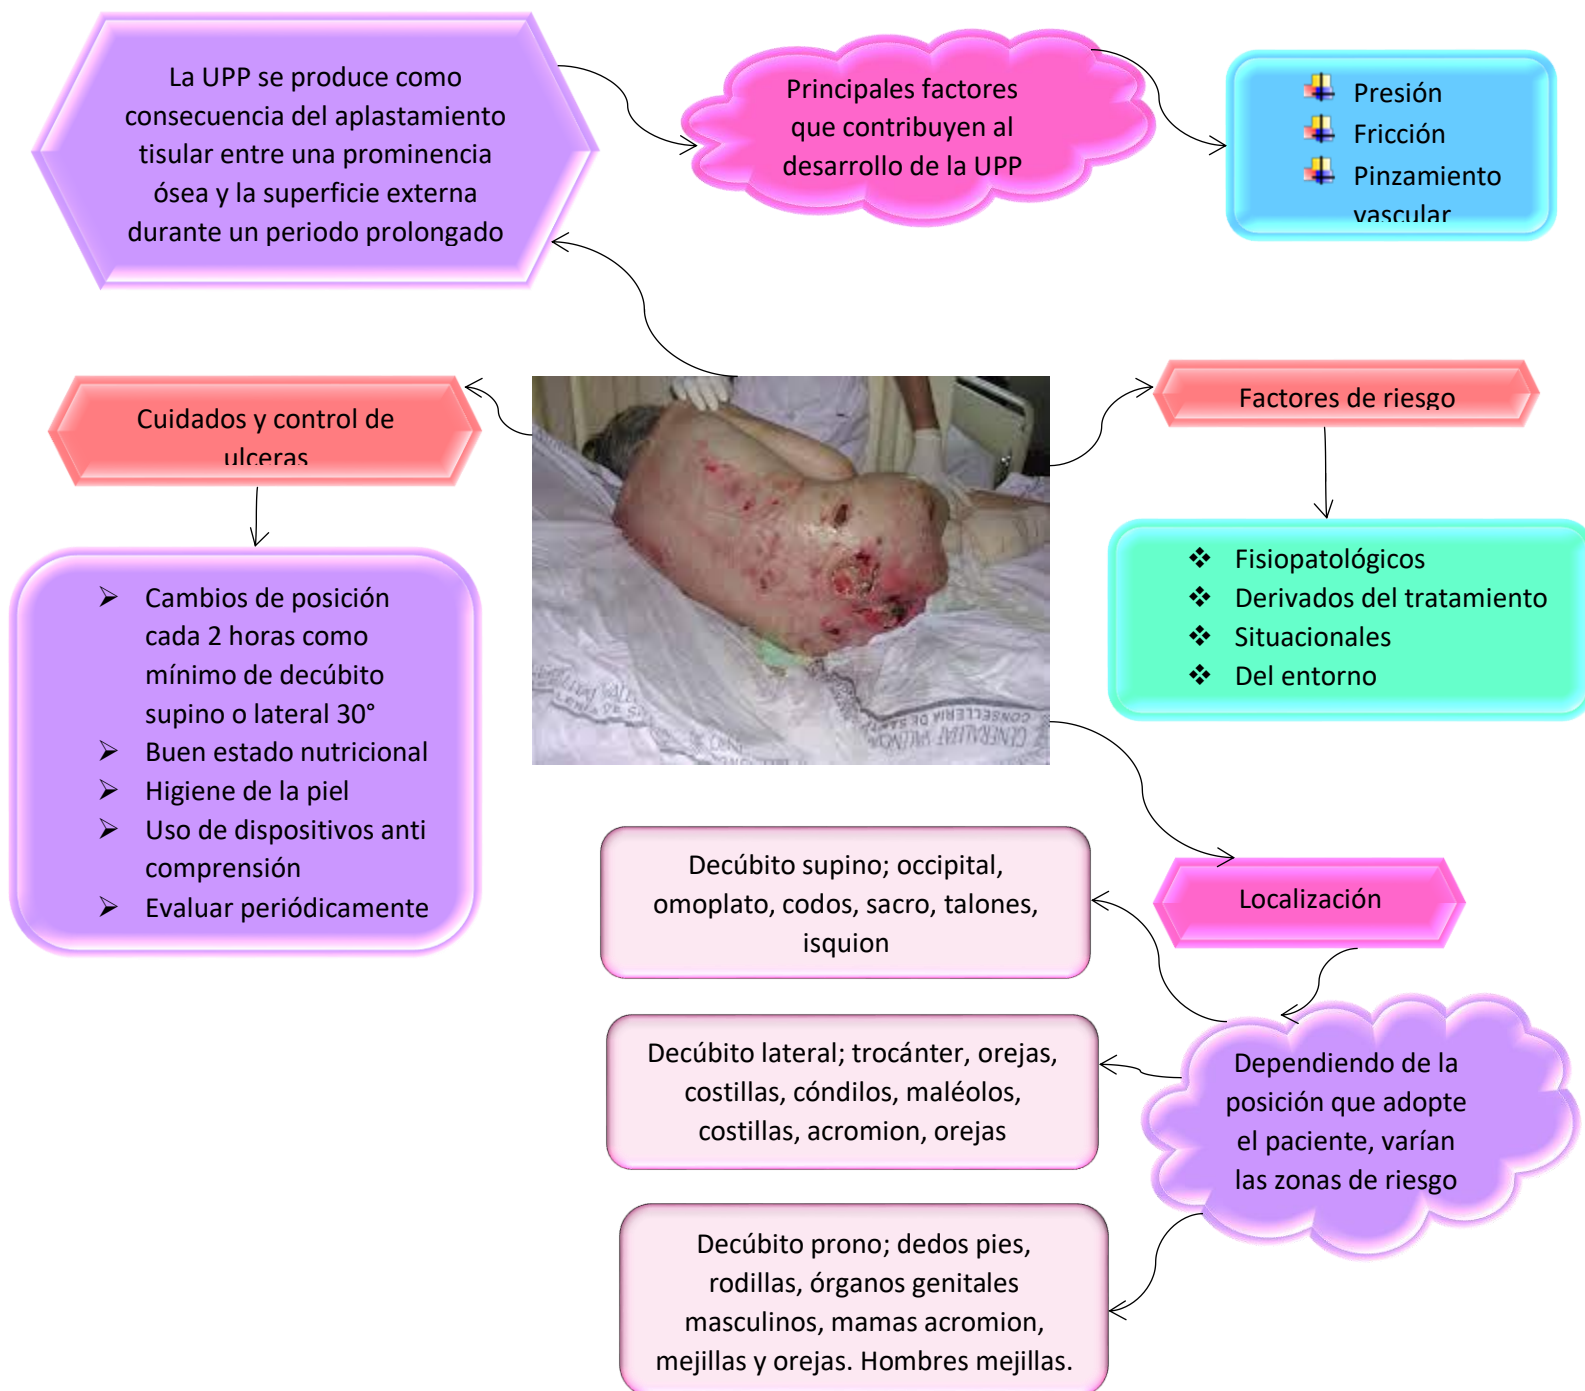 La UPP se produce como
consecuencia del aplastamiento
tisular entre una prominencia
ósea y la superficie externa
durante un periodo prolongado
Principales factores
que contribuyen al
desarrollo de la UPP
Presión
Fricción
Pinzamiento
vascular
Cuidados y control de
ulceras
Factores de riesgo
Cambios de posición
cada 2 horas como
mínimo de decúbito
supino o lateral 30°
Buen estado nutricional
Higiene de la piel
Uso de dispositivos anti
comprensión
Evaluar periódicamente
Fisiopatológicos
Derivados del tratamiento
Situacionales
Del entorno
CONSELLERIA DE
GENERALITAT VALENCIANA
Localización
Decúbito supino; occipital,
omoplato, codos, sacro, talones,
isquion
Decúbito lateral; trocánter, orejas,
costillas, cóndilos, maléolos,
costillas, acromion, orejas
Dependiendo de la
posición que adopte
el paciente, varían
las zonas de riesgo
Decúbito prono; dedos pies,
rodillas, órganos genitales
masculinos, mamas acromion,
mejillas y orejas. Hombres mejillas.